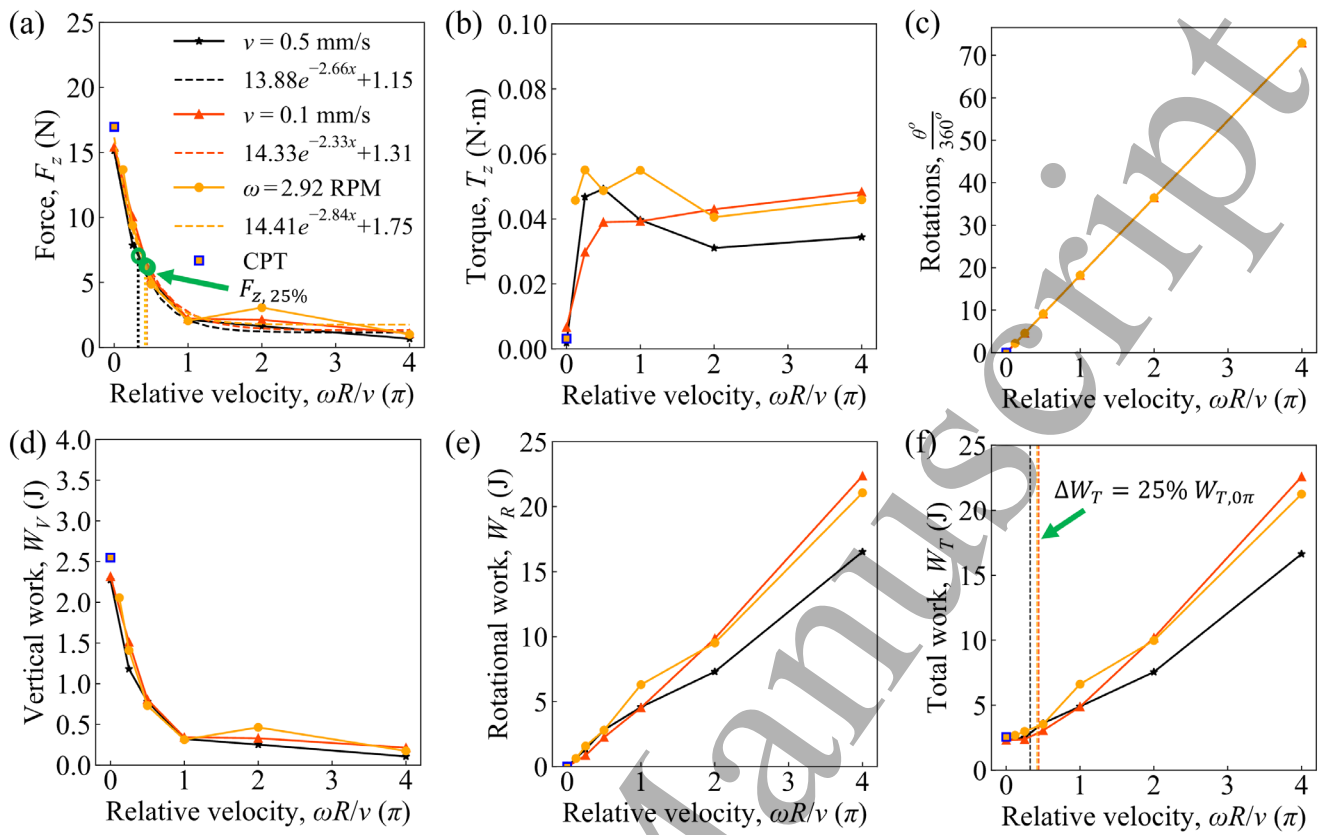 (a)
25
20
15
10
5
0
Force, F_z (N)
v = 0.5 mm/s
13.88e^{−2.66x}+1.15
v = 0.1 mm/s
14.33e^{−2.33x}+1.31
ω = 2.92 RPM
14.41e^{−2.84x}+1.75
CPT
F_{z, 25%}
0 1 2 3 4
Relative velocity, ωR/v (π)
(b)
0.10
0.08
0.06
0.04
0.02
0.00
Torque, T_z (N·m)
0 1 2 3 4
Relative velocity, ωR/v (π)
(c)
70
60
50
40
30
20
10
0
Rotations, θ°/360°
0 1 2 3 4
Relative velocity, ωR/v (π)
(d)
4.0
3.5
3.0
2.5
2.0
1.5
1.0
0.5
0.0
Vertical work, W_V (J)
0 1 2 3 4
Relative velocity, ωR/v (π)
(e)
25
20
15
10
5
0
Rotational work, W_R (J)
0 1 2 3 4
Relative velocity, ωR/v (π)
(f)
25
20
15
10
5
0
Total work, W_T (J)
ΔW_T = 25% W_{T,0π}
0 1 2 3 4
Relative velocity, ωR/v (π)
Manuscript